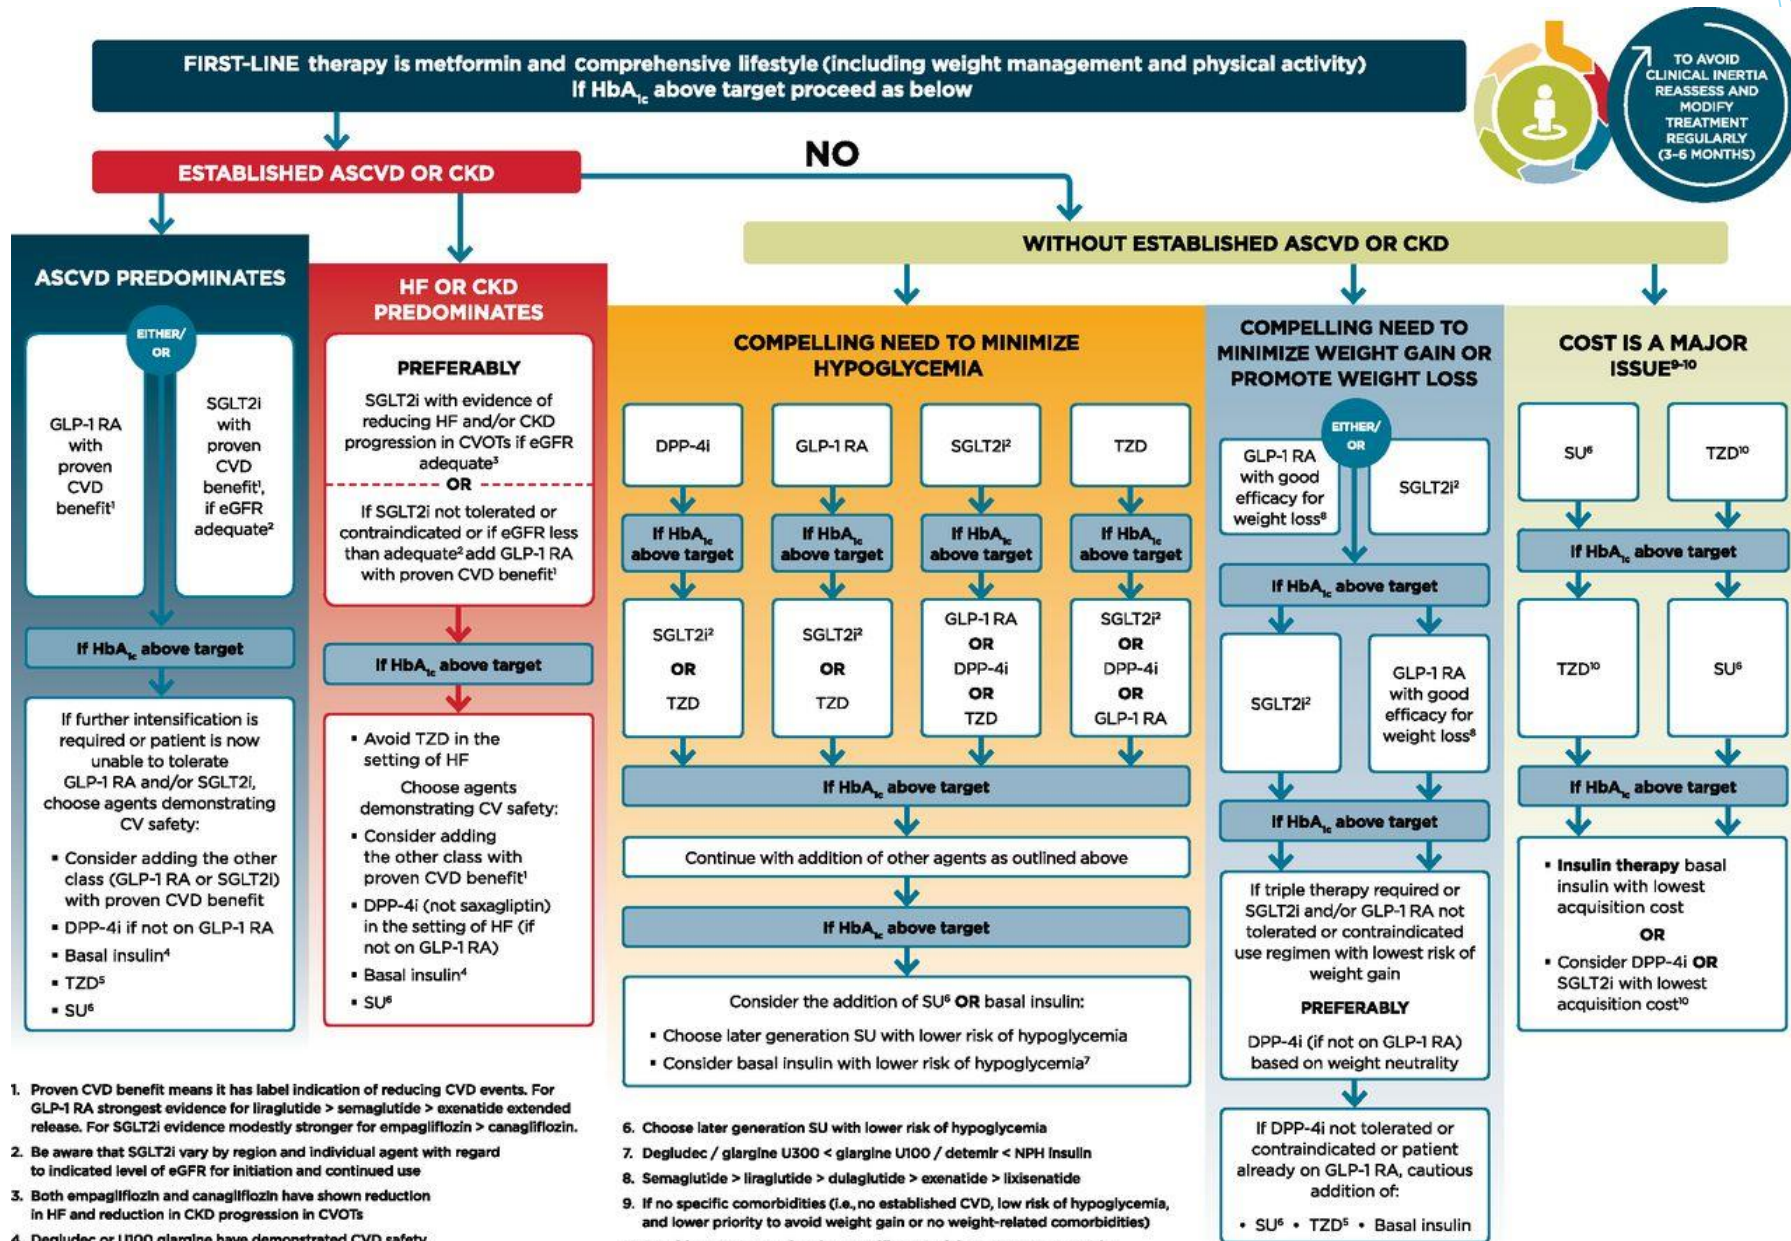 FIRST-LINE therapy is metformin and comprehensive lifestyle (including weight management and physical activity)
If HbA1c above target proceed as below
TO AVOID
CLINICAL INERTIA
REASSESS AND
MODIFY
TREATMENT
REGULARLY
(3-6 MONTHS)
ESTABLISHED ASCVD OR CKD
NO
WITHOUT ESTABLISHED ASCVD OR CKD
ASCVD PREDOMINATES
EITHER/
OR
GLP-1 RA
with
proven
CVD
benefit¹
SGLT2i
with
proven
CVD
benefit¹,
if eGFR
adequate²
If HbA1c above target
If further intensification is
required or patient is now
unable to tolerate
GLP-1 RA and/or SGLT2i,
choose agents demonstrating
CV safety:
▪ Consider adding the other
class (GLP-1 RA or SGLT2i)
with proven CVD benefit
▪ DPP-4i if not on GLP-1 RA
▪ Basal insulin⁴
▪ TZD⁵
▪ SU⁶
HF OR CKD
PREDOMINATES
PREFERABLY
SGLT2i with evidence of
reducing HF and/or CKD
progression in CVOTs if eGFR
adequate³
OR
If SGLT2i not tolerated or
contraindicated or if eGFR less
than adequate² add GLP-1 RA
with proven CVD benefit¹
If HbA1c above target
▪ Avoid TZD in the
setting of HF
Choose agents
demonstrating CV safety:
▪ Consider adding
the other class with
proven CVD benefit¹
▪ DPP-4i (not saxagliptin)
in the setting of HF (if
not on GLP-1 RA)
▪ Basal insulin⁴
▪ SU⁶
COMPELLING NEED TO MINIMIZE
HYPOGLYCEMIA
DPP-4i
If HbA1c
above target
SGLT2i²
OR
TZD
GLP-1 RA
If HbA1c
above target
SGLT2i²
OR
TZD
SGLT2i²
If HbA1c
above target
GLP-1 RA
OR
DPP-4i
OR
TZD
TZD
If HbA1c
above target
SGLT2i²
OR
DPP-4i
OR
GLP-1 RA
If HbA1c above target
Continue with addition of other agents as outlined above
If HbA1c above target
Consider the addition of SU⁶ OR basal insulin:
▪ Choose later generation SU with lower risk of hypoglycemia
▪ Consider basal insulin with lower risk of hypoglycemia⁷
COMPELLING NEED TO
MINIMIZE WEIGHT GAIN OR
PROMOTE WEIGHT LOSS
EITHER/
OR
GLP-1 RA
with good
efficacy for
weight loss⁸
SGLT2i²
If HbA1c above target
SGLT2i²
GLP-1 RA
with good
efficacy for
weight loss⁸
If HbA1c above target
If triple therapy required or
SGLT2i and/or GLP-1 RA not
tolerated or contraindicated
use regimen with lowest risk of
weight gain
PREFERABLY
DPP-4i (if not on GLP-1 RA)
based on weight neutrality
If DPP-4i not tolerated or
contraindicated or patient
already on GLP-1 RA, cautious
addition of:
• SU⁶ • TZD⁵ • Basal insulin
COST IS A MAJOR
ISSUE⁹⁻¹⁰
SU⁶
TZD¹⁰
If HbA1c above target
TZD¹⁰
SU⁶
If HbA1c above target
▪ Insulin therapy basal
insulin with lowest
acquisition cost
OR
▪ Consider DPP-4i OR
SGLT2i with lowest
acquisition cost¹⁰
1. Proven CVD benefit means it has label indication of reducing CVD events. For
GLP-1 RA strongest evidence for liraglutide > semaglutide > exenatide extended
release. For SGLT2i evidence modestly stronger for empagliflozin > canagliflozin.
2. Be aware that SGLT2i vary by region and individual agent with regard
to indicated level of eGFR for initiation and continued use
3. Both empagliflozin and canagliflozin have shown reduction
in HF and reduction in CKD progression in CVOTs
4. Degludec or U100 glargine have demonstrated CVD safety
6. Choose later generation SU with lower risk of hypoglycemia
7. Degludec / glargine U300 < glargine U100 / detemir < NPH insulin
8. Semaglutide > liraglutide > dulaglutide > exenatide > lixisenatide
9. If no specific comorbidities (i.e., no established CVD, low risk of hypoglycemia,
and lower priority to avoid weight gain or no weight-related comorbidities)